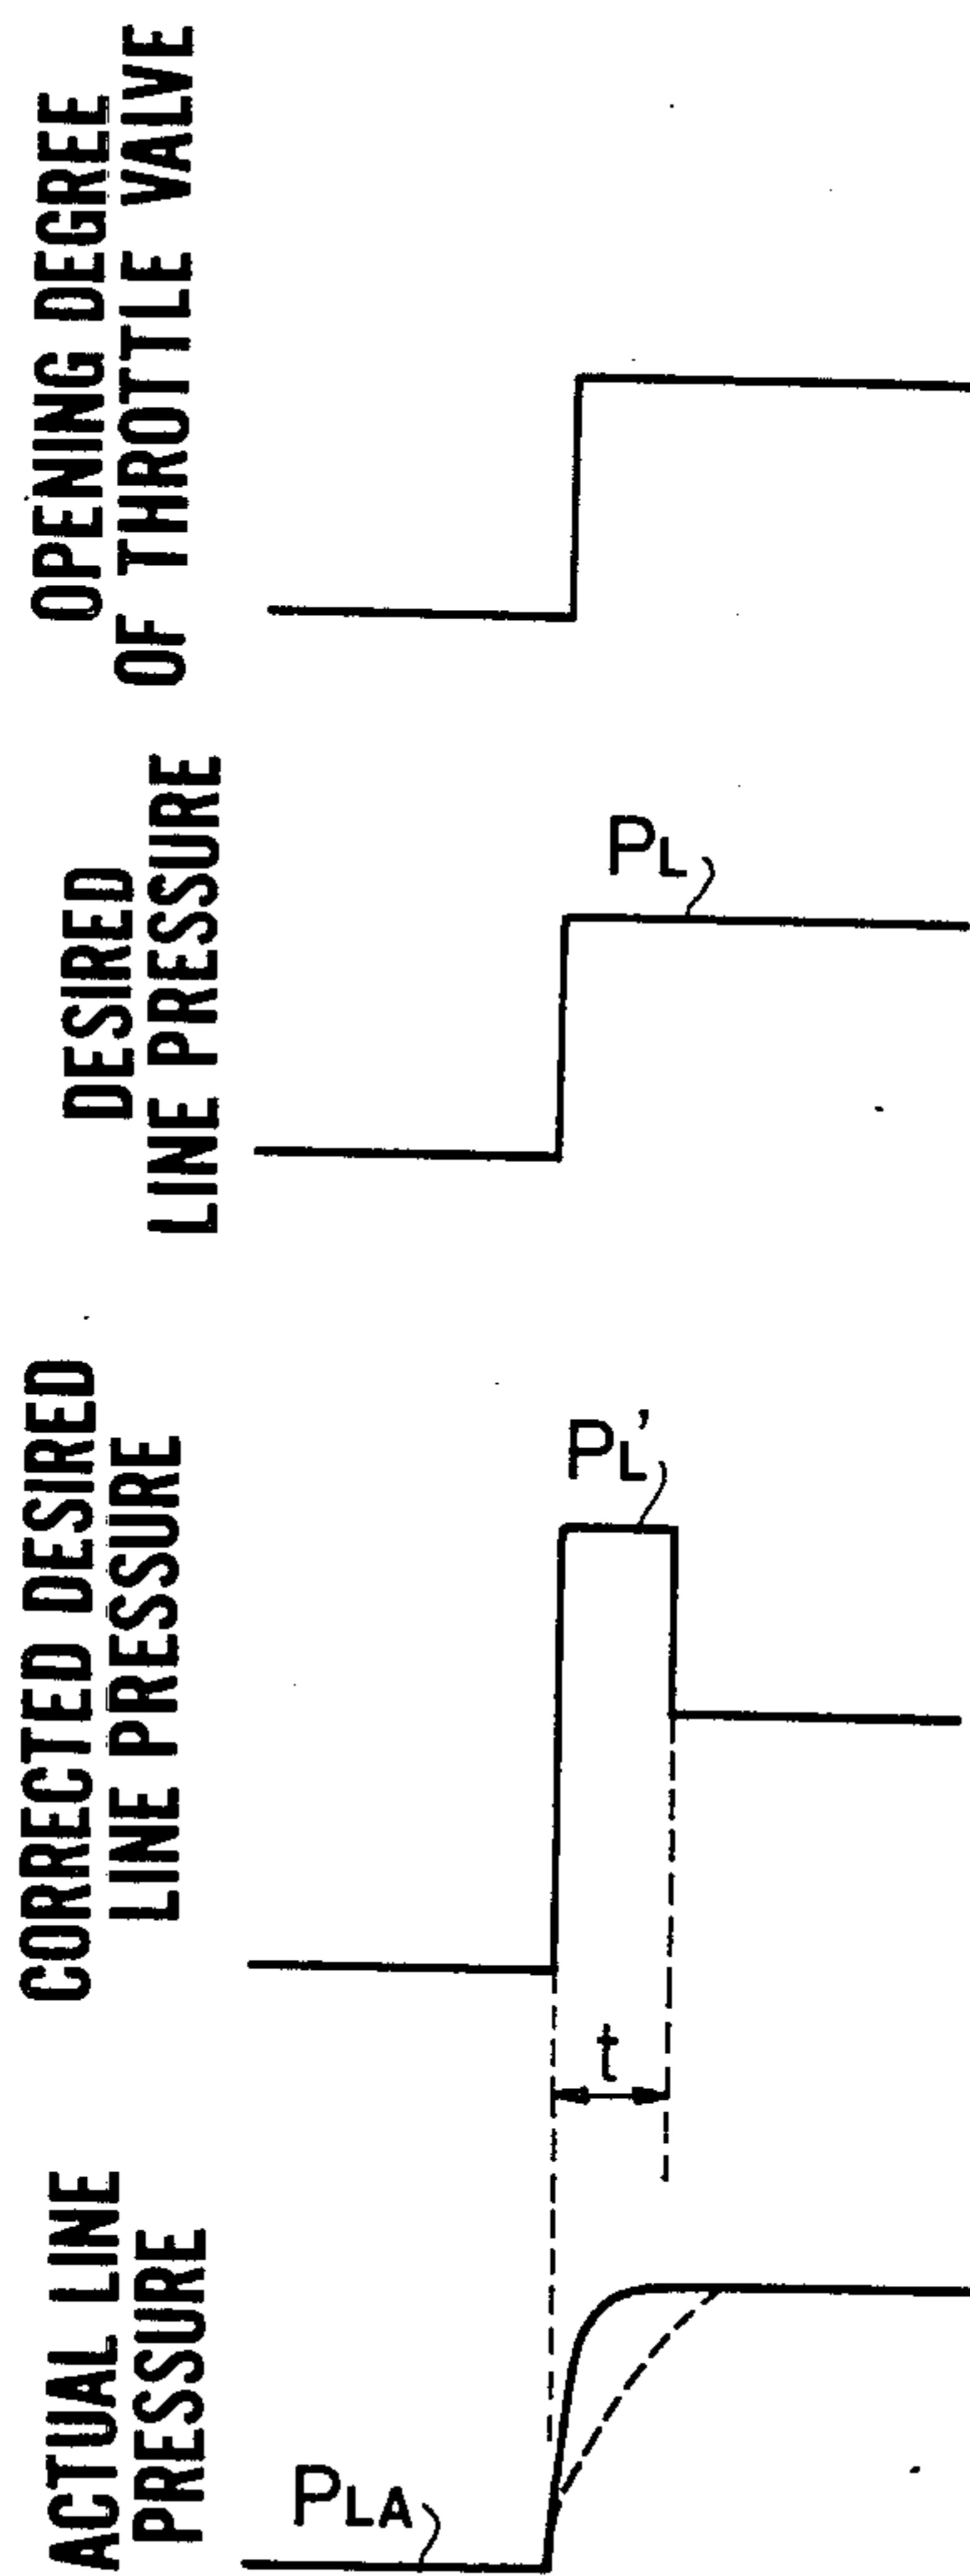 OPENING DEGREE
OF THROTTLE VALVE
DESIRED
LINE PRESSURE
PL
CORRECTED DESIRED
LINE PRESSURE
PL'
t
ACTUAL LINE
PRESSURE
PLA